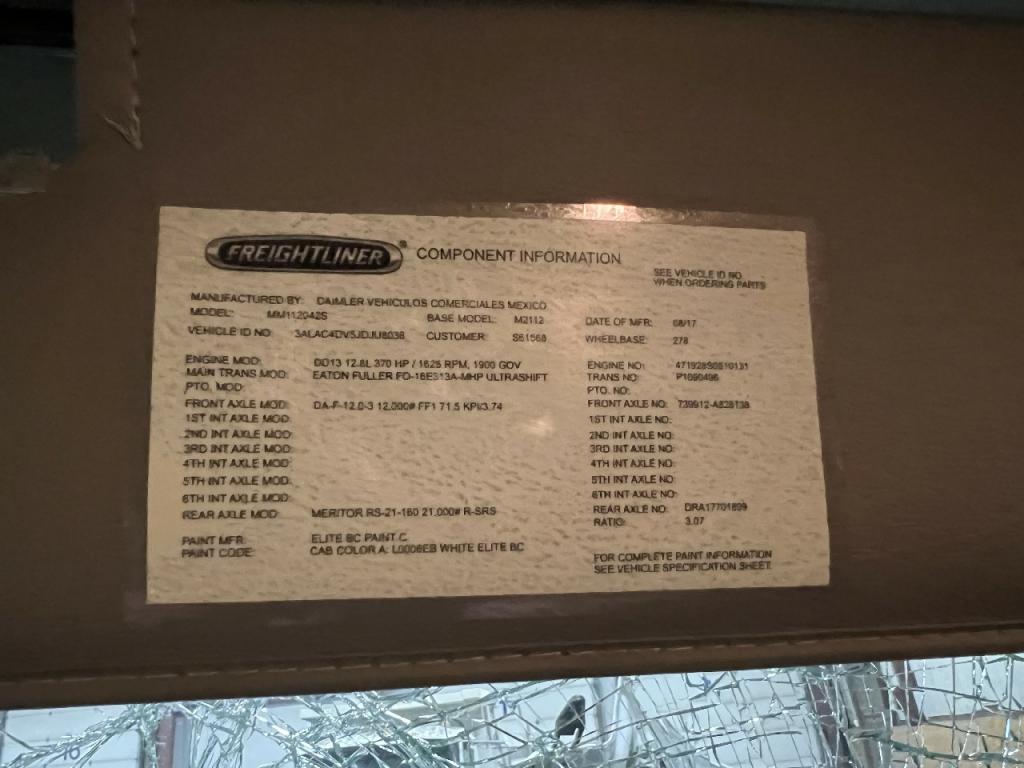 FREIGHTLINER® COMPONENT INFORMATION
SEE VEHICLE ID NO.
WHEN ORDERING PARTS
MANUFACTURED BY: DAIMLER VEHICULOS COMERCIALES MEXICO
MODEL: MM112042S BASE MODEL: M2112 DATE OF MFR: 08/17
VEHICLE ID NO: 3ALAC4DV5JDJU8038 CUSTOMER: S61568 WHEELBASE: 278
ENGINE MOD: DD13 12.8L 370 HP / 1625 RPM, 1900 GOV ENGINE NO: 471928S0510131
MAIN TRANS MOD: EATON FULLER FO-16E313A-MHP ULTRASHIFT TRANS NO: P1090496
PTO. MOD: PTO. NO:
FRONT AXLE MOD: DA-F-12.0-3 12,000# FF1 71.5 KPI/3.74 FRONT AXLE NO: 739912-A828138
1ST INT AXLE MOD: 1ST INT AXLE NO:
2ND INT AXLE MOD: 2ND INT AXLE NO:
3RD INT AXLE MOD: 3RD INT AXLE NO:
4TH INT AXLE MOD: 4TH INT AXLE NO:
5TH INT AXLE MOD: 5TH INT AXLE NO:
6TH INT AXLE MOD: 6TH INT AXLE NO:
REAR AXLE MOD: MERITOR RS-21-160 21,000# R-SRS REAR AXLE NO: DRA17701899
RATIO: 3.07
PAINT MFR: ELITE BC PAINT C
PAINT CODE: CAB COLOR A: L0006EB WHITE ELITE BC
FOR COMPLETE PAINT INFORMATION
SEE VEHICLE SPECIFICATION SHEET